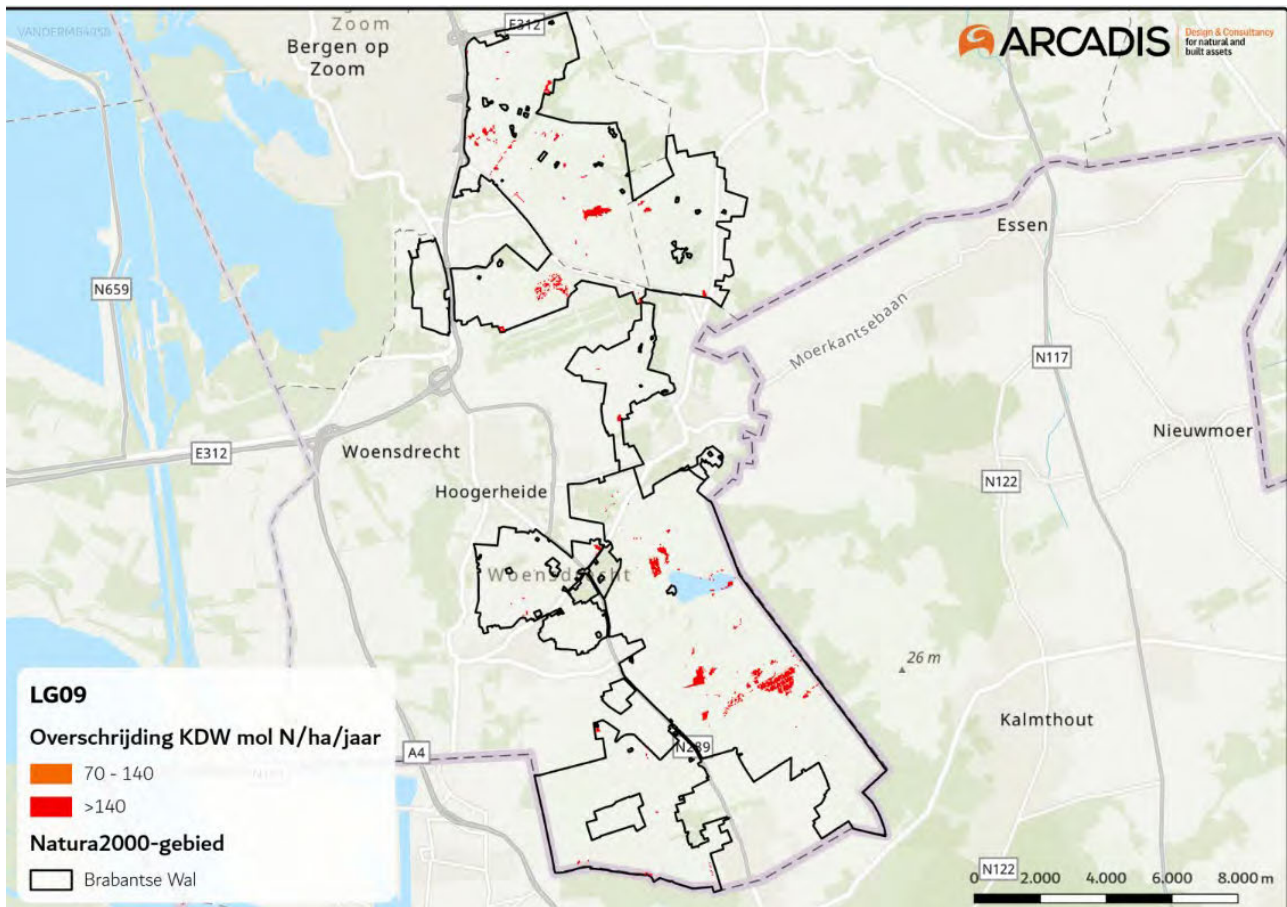 VANDERMB4950
Zoom
E312
Bergen op
Zoom
ARCADIS
Design & Consultancy
for natural and
built assets
Essen
N659
Moerkantsebaan
N117
Nieuwmoer
E312
Woensdrecht
N122
Hoogerheide
Woensdrecht
26 m
Kalmthout
A4
N289
N122
LG09
Overschrijding KDW mol N/ha/jaar
70 - 140
>140
Natura2000-gebied
Brabantse Wal
0 2.000 4.000 6.000 8.000 m